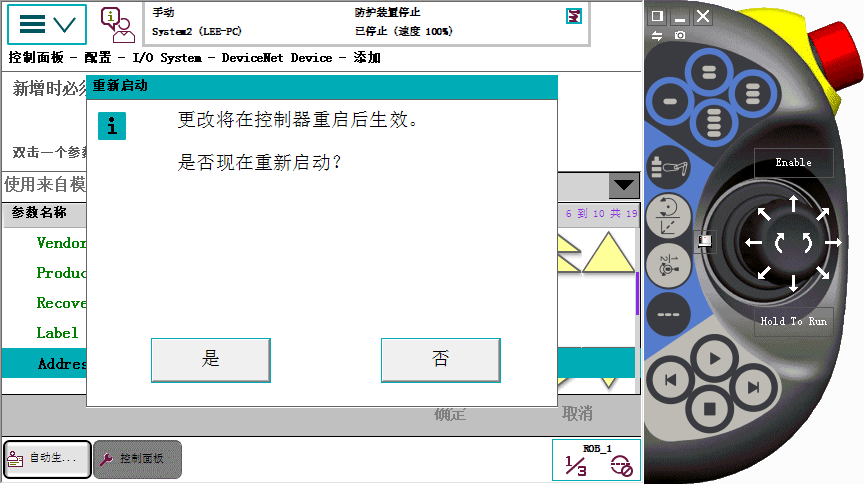 手动
防护装置停止
System2 (LEE-PC)
已停止 (速度 100%)
控制面板 - 配置 - I/O System - DeviceNet Device - 添加
新增时必须
重新启动
更改将在控制器重启后生效。
是否现在重新启动？
双击一个参数
使用来自模
参数名称
6 到 10 共 19
Vendor
Produc
Recove
Label
Addres
是
否
确定
取消
自动生...
控制面板
ROB_1
1/3
Enable
Hold To Run